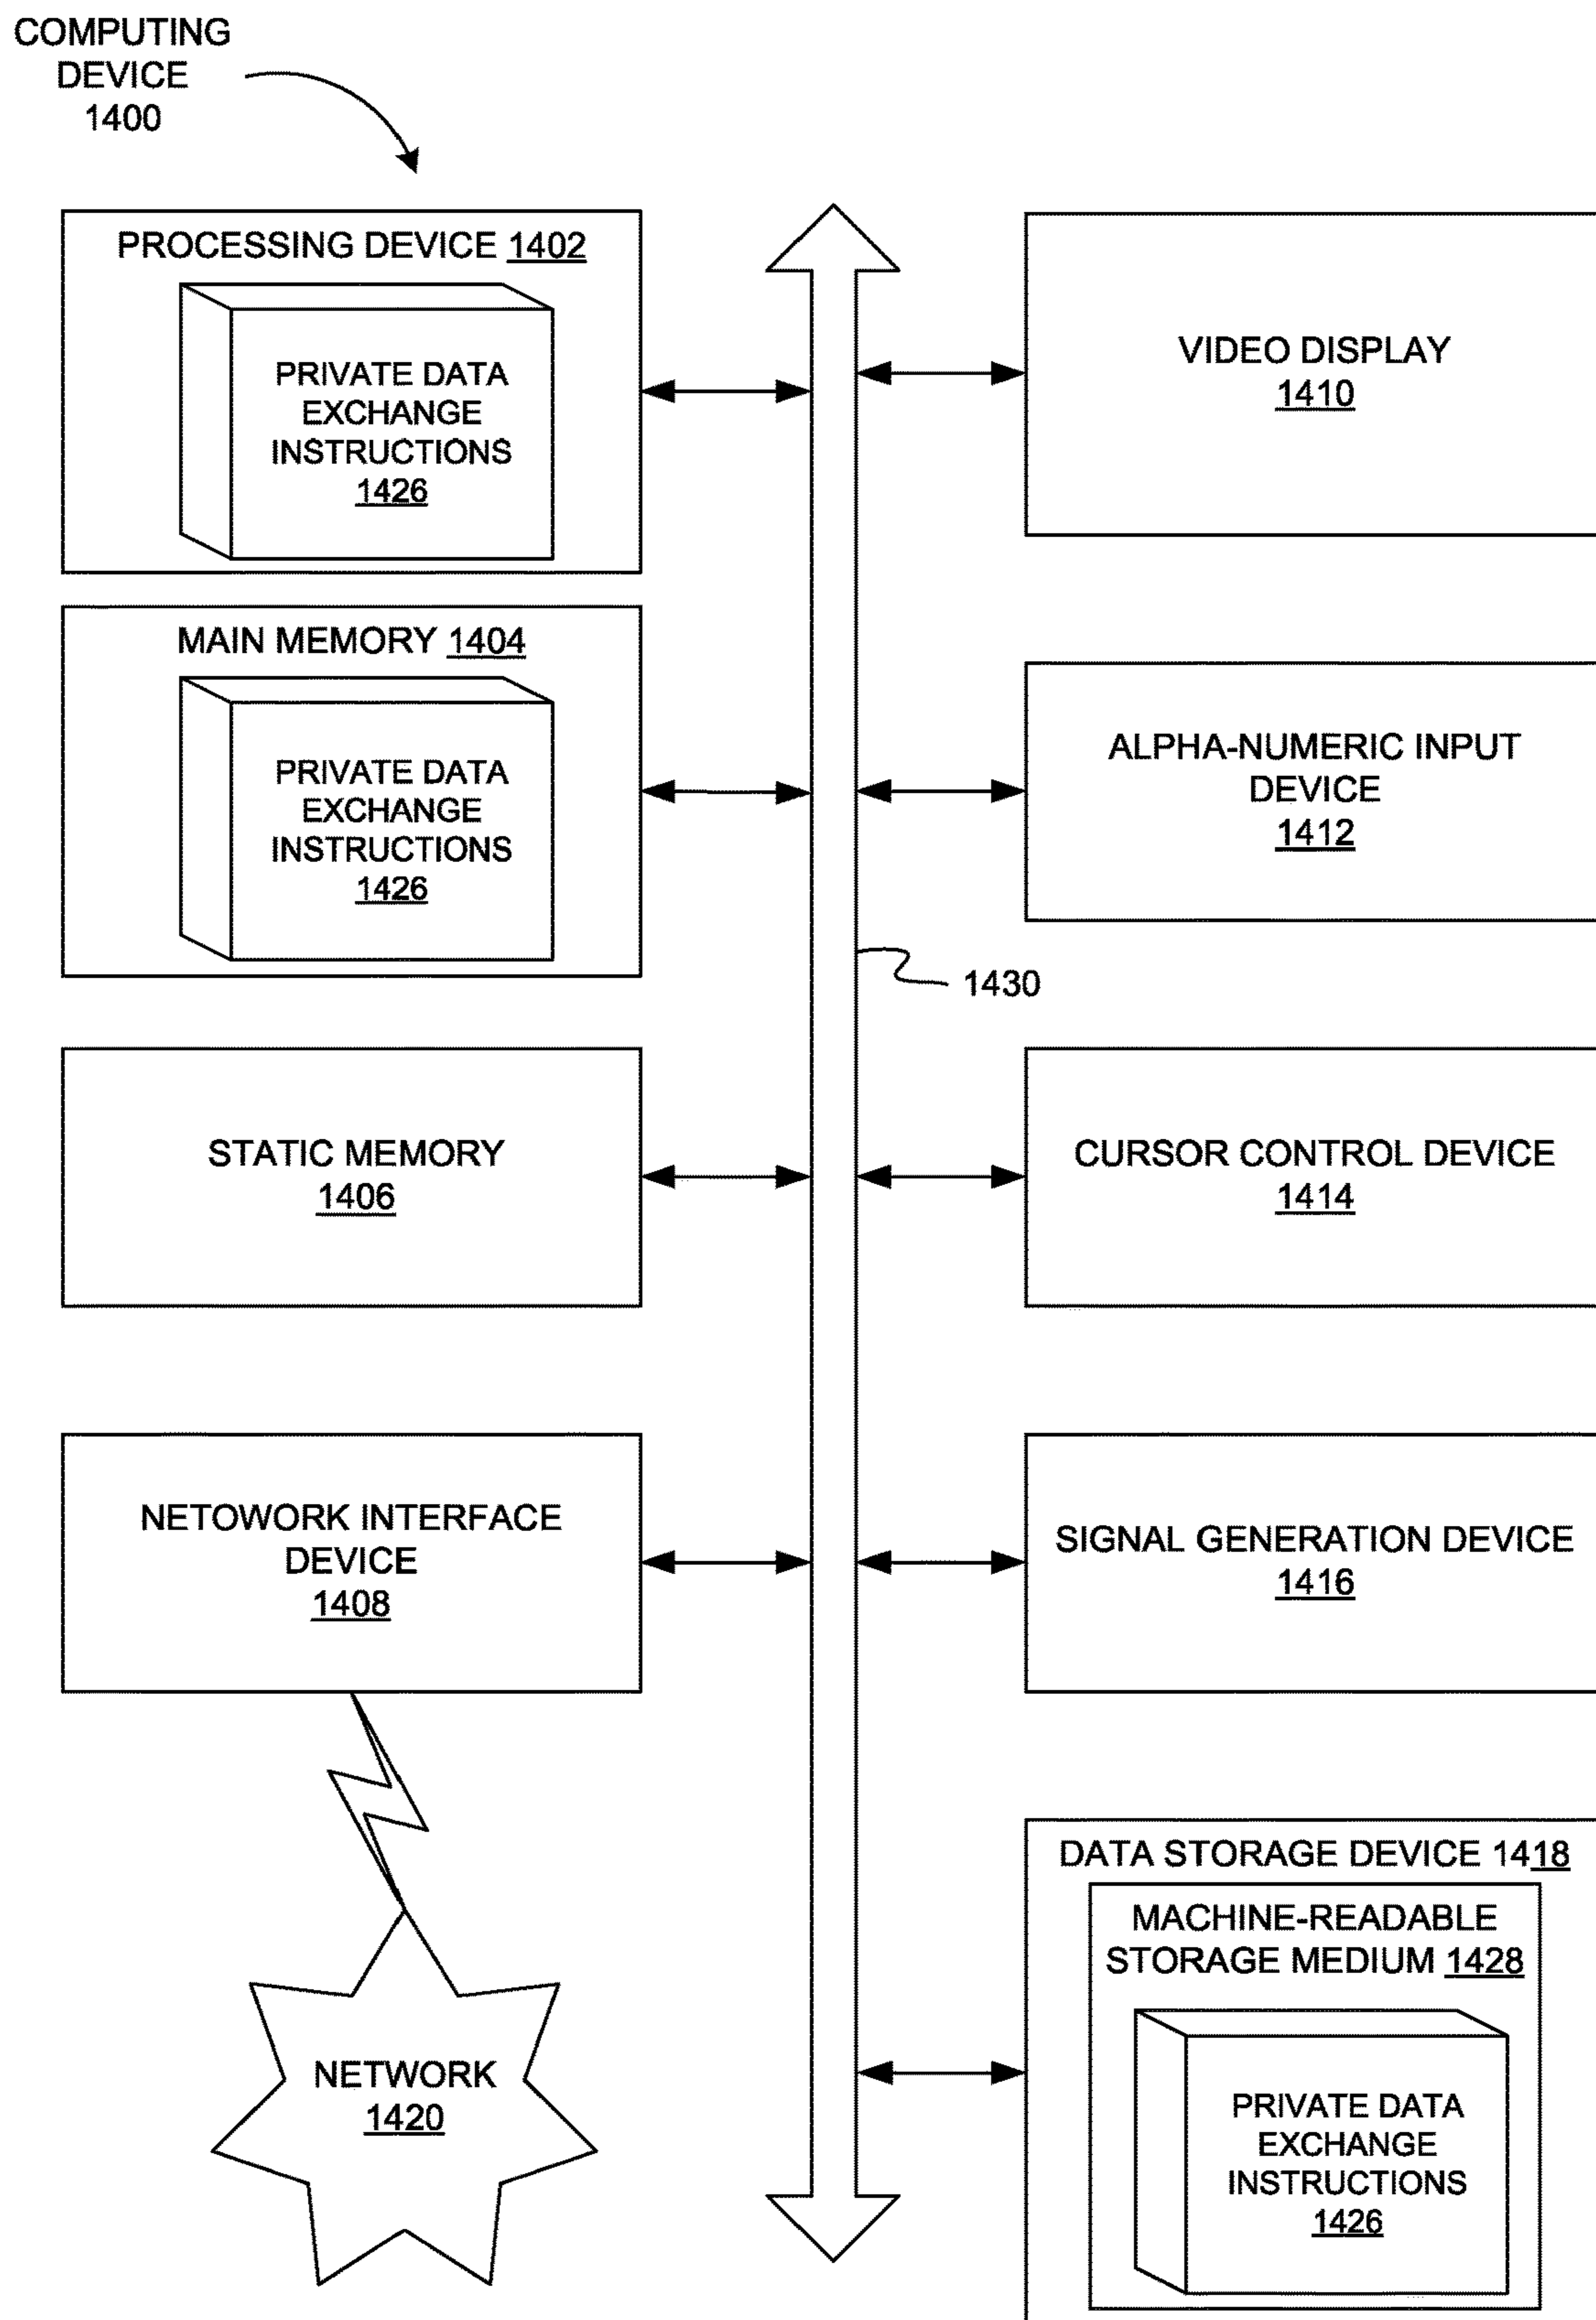 COMPUTING
DEVICE
1400
PROCESSING DEVICE 1402
PRIVATE DATA
EXCHANGE
INSTRUCTIONS
1426
MAIN MEMORY 1404
PRIVATE DATA
EXCHANGE
INSTRUCTIONS
1426
STATIC MEMORY
1406
NETOWORK INTERFACE
DEVICE
1408
NETWORK
1420
1430
VIDEO DISPLAY
1410
ALPHA-NUMERIC INPUT
DEVICE
1412
CURSOR CONTROL DEVICE
1414
SIGNAL GENERATION DEVICE
1416
DATA STORAGE DEVICE 1418
MACHINE-READABLE
STORAGE MEDIUM 1428
PRIVATE DATA
EXCHANGE
INSTRUCTIONS
1426